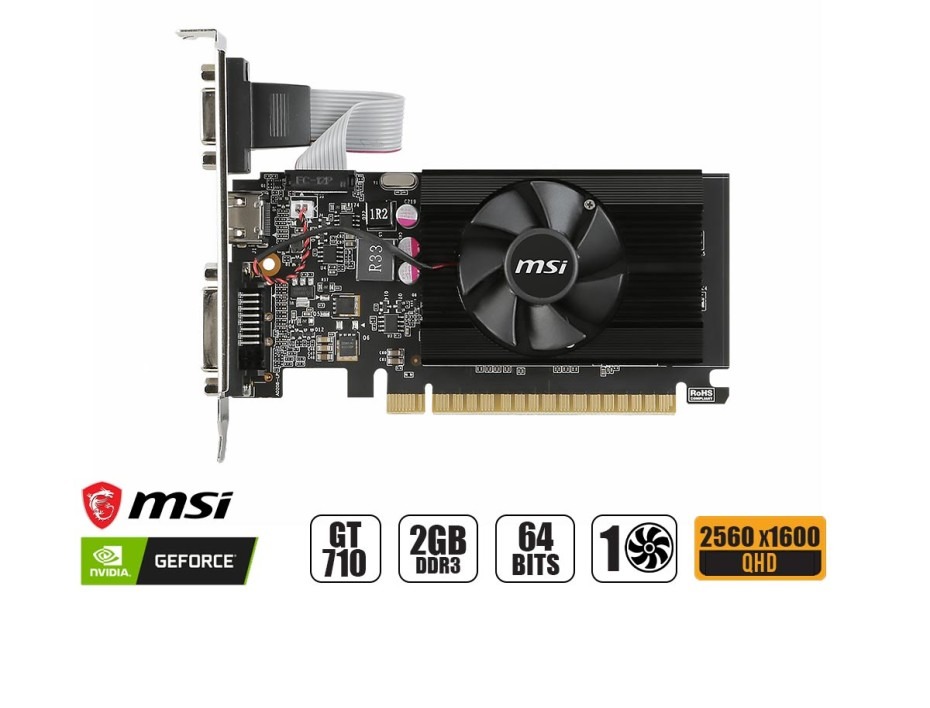 FC-12P
1R2
R33
msi
RoHS
COMPLIANT
msi
NVIDIA.
GEFORCE
GT
710
2GB
DDR3
64
BITS
1
2560 x1600
QHD